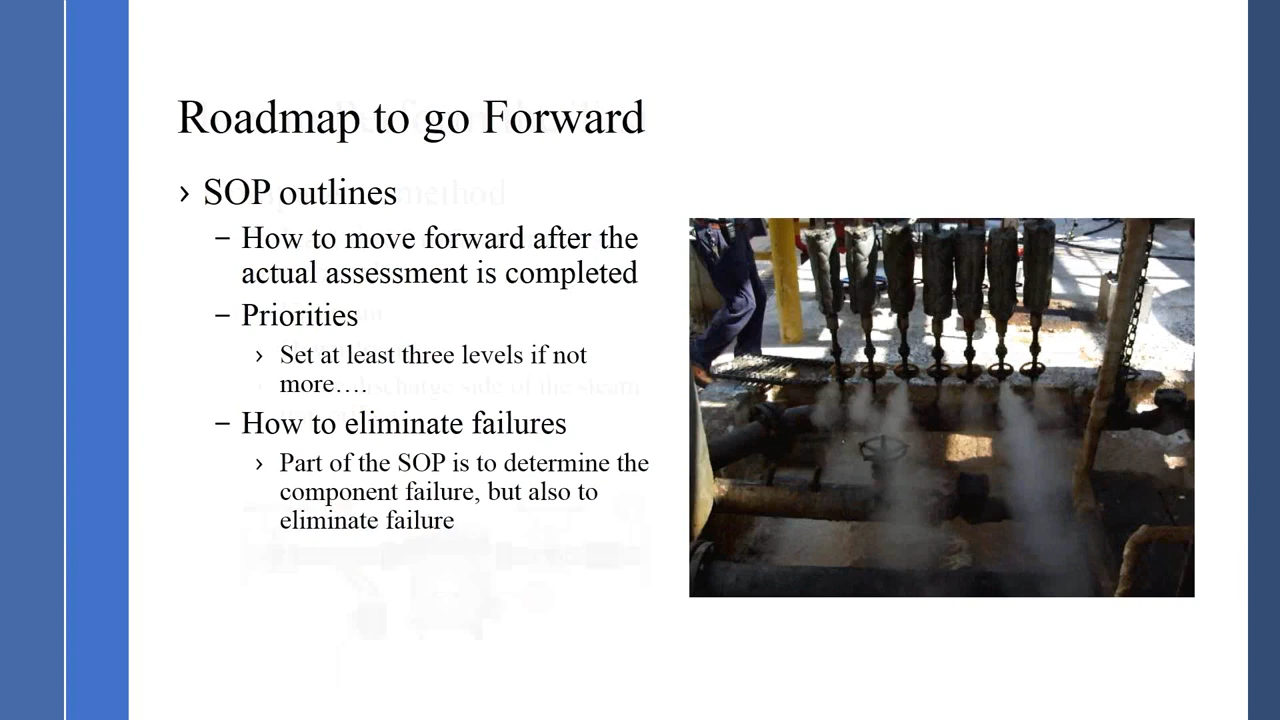 Roadmap to go Forward
› SOP outlines
– How to move forward after the
actual assessment is completed
– Priorities
› Set at least three levels if not
more….
– How to eliminate failures
› Part of the SOP is to determine the
component failure, but also to
eliminate failure